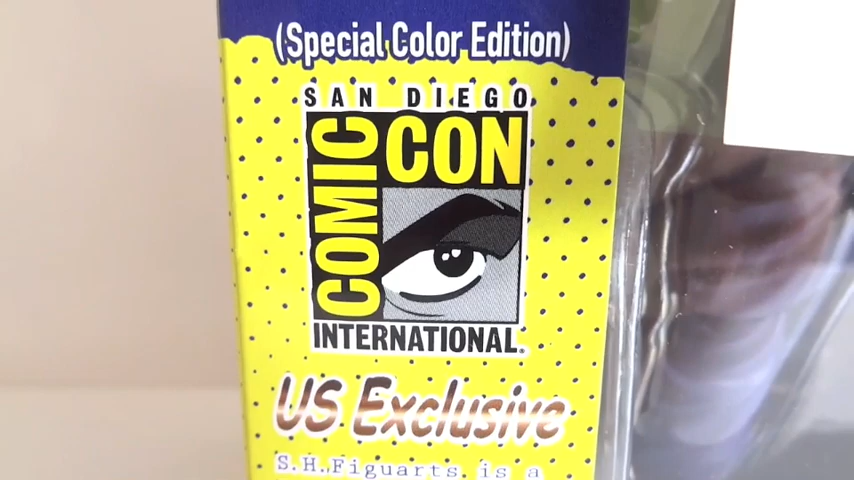 (Special Color Edition)
SAN DIEGO
COMIC CON
INTERNATIONAL.
US Exclusive
S.H.Figuarts is a